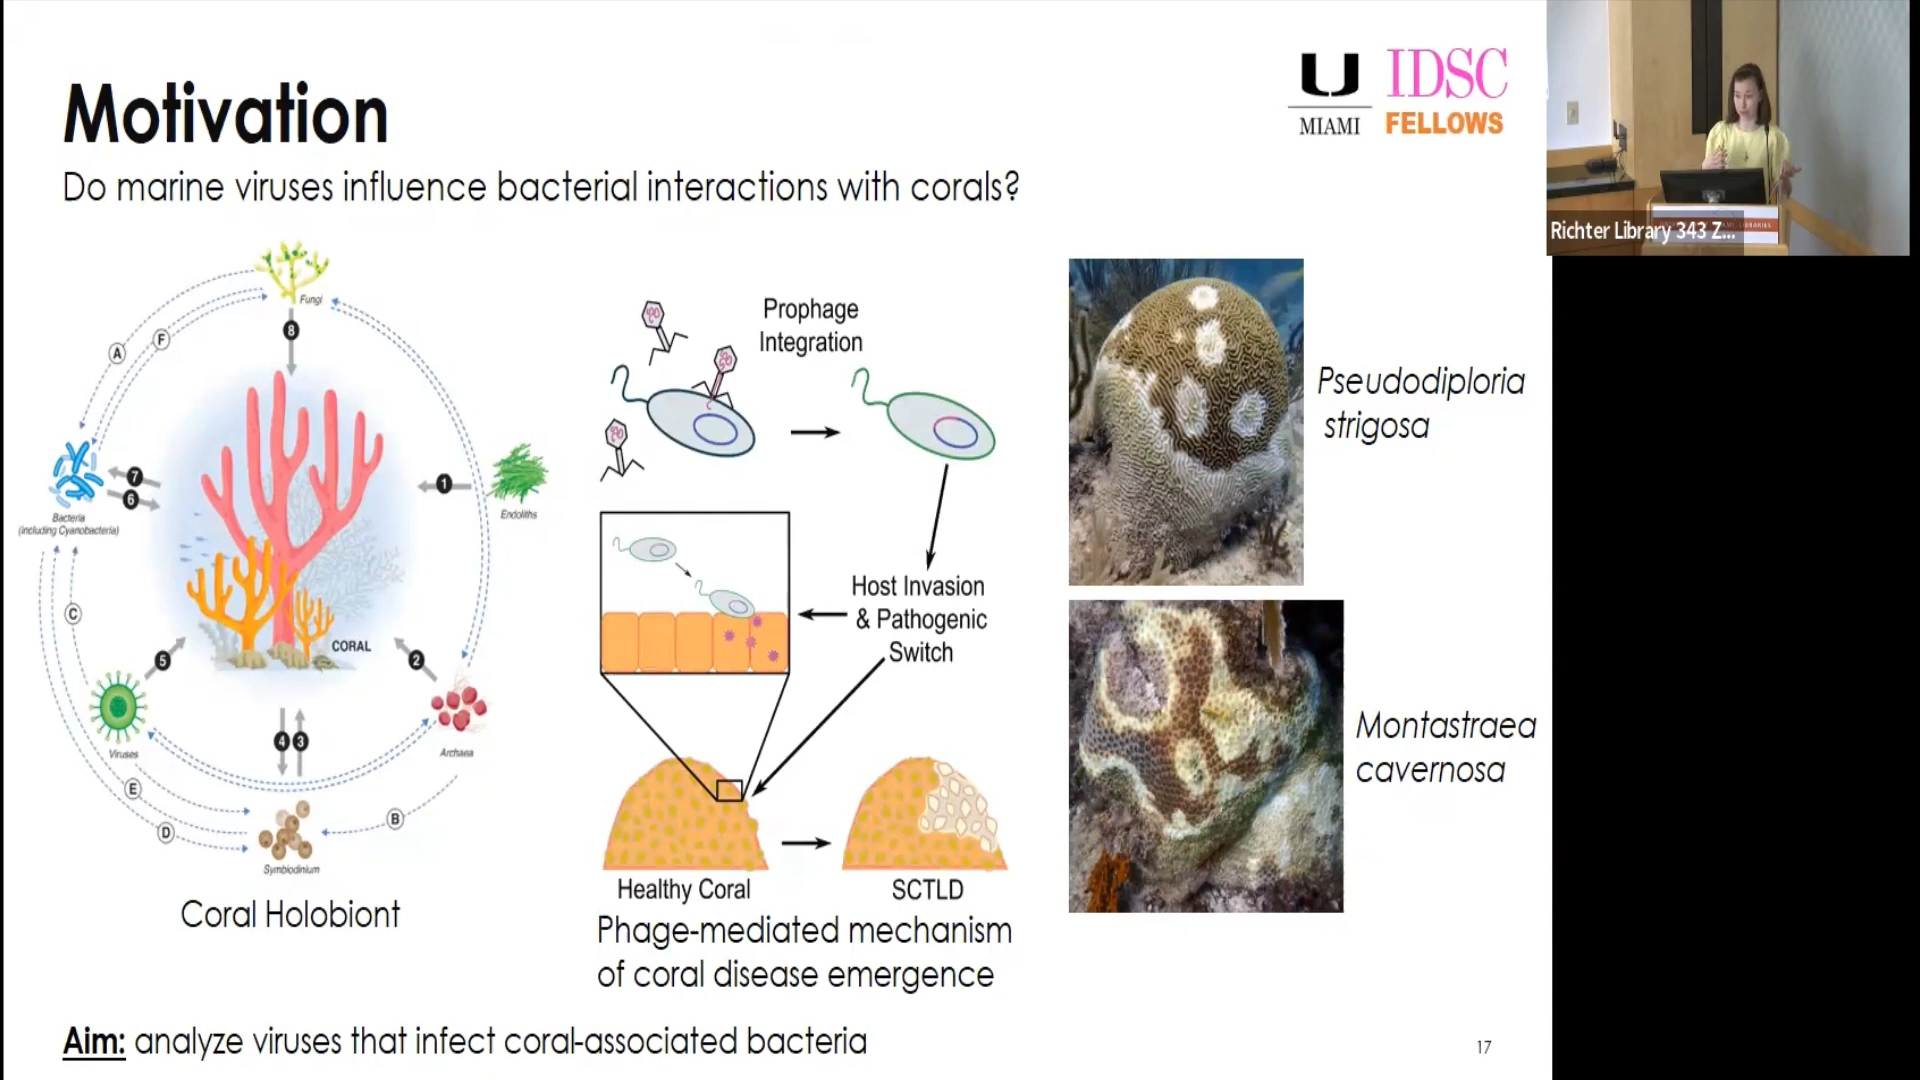 Motivation
Do marine viruses influence bacterial interactions with corals?
U
MIAMI
IDSC
FELLOWS
Richter Library 343 Z...
Fungi
8
A
F
7
6
1
Bacteria
(including Cyanobacteria)
Endoliths
C
5
CORAL
2
Viruses
4
3
Archaea
E
D
B
Symbiodinium
Coral Holobiont
Prophage
Integration
Host Invasion
& Pathogenic
Switch
Healthy Coral
SCTLD
Phage-mediated mechanism
of coral disease emergence
Pseudodiploria
strigosa
Montastraea
cavernosa
Aim: analyze viruses that infect coral-associated bacteria
17